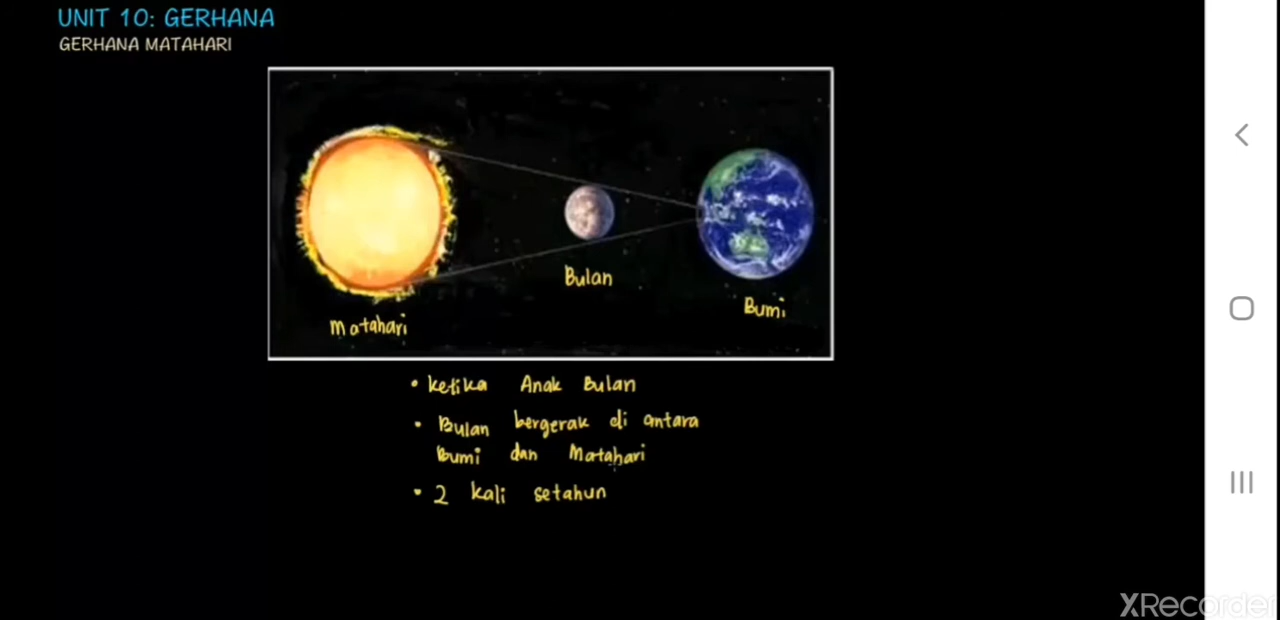 UNIT 10: GERHANA
GERHANA MATAHARI
Matahari
Bulan
Bumi
• ketika Anak Bulan
• Bulan bergerak di antara
Bumi dan Matahari
• 2 kali setahun
XRecorder